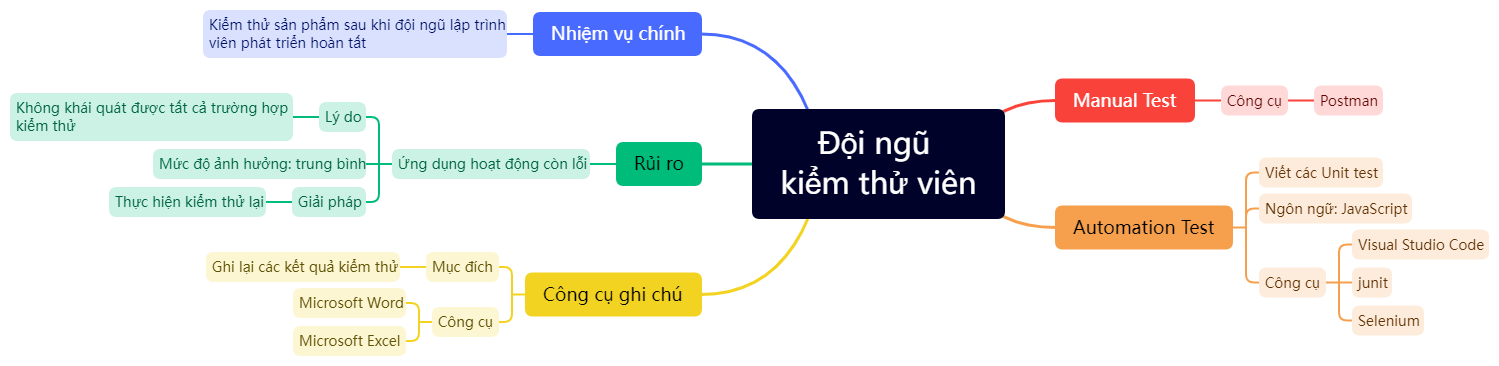 Đội ngũ
kiểm thử viên
Nhiệm vụ chính
Kiểm thử sản phẩm sau khi đội ngũ lập trình
viên phát triển hoàn tất
Rủi ro
Ứng dụng hoạt động còn lỗi
Lý do
Không khái quát được tất cả trường hợp
kiểm thử
Mức độ ảnh hưởng: trung bình
Giải pháp
Thực hiện kiểm thử lại
Công cụ ghi chú
Mục đích
Ghi lại các kết quả kiểm thử
Công cụ
Microsoft Word
Microsoft Excel
Manual Test
Công cụ
Postman
Automation Test
Viết các Unit test
Ngôn ngữ: JavaScript
Công cụ
Visual Studio Code
junit
Selenium